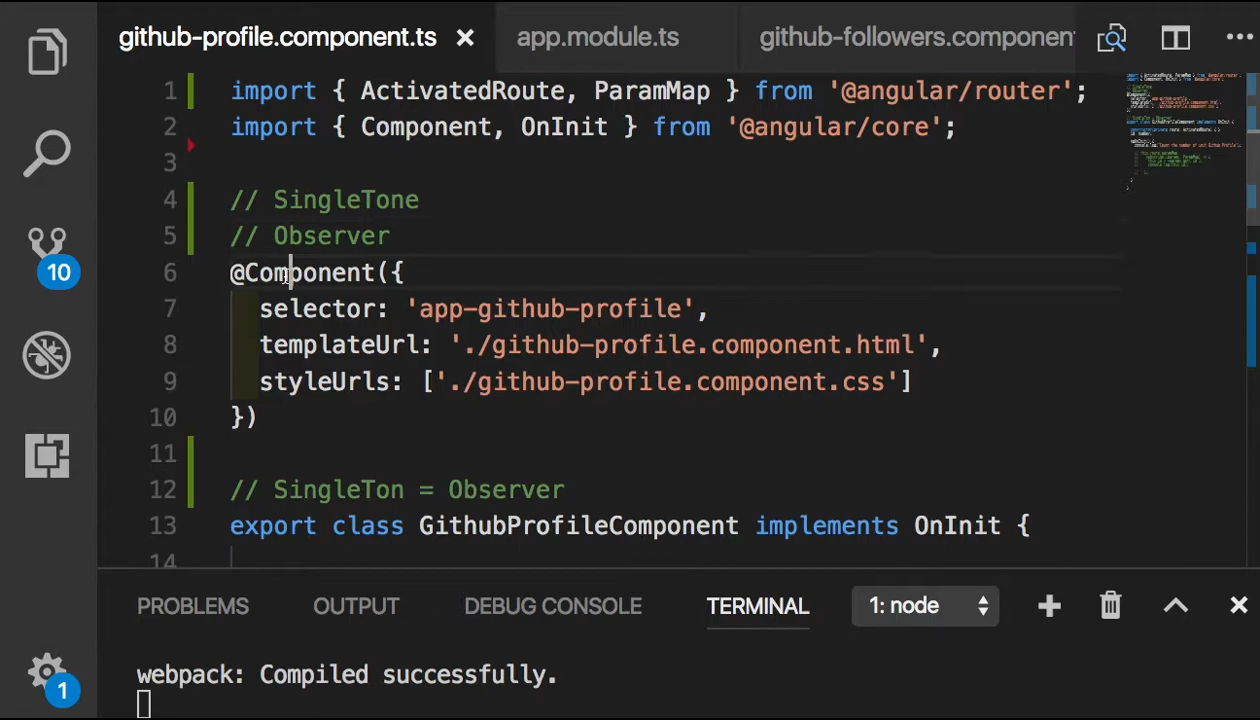 github-profile.component.ts
app.module.ts
github-followers.component
1 import { ActivatedRoute, ParamMap } from '@angular/router';
2 import { Component, OnInit } from '@angular/core';
3
4 // SingleTone
5 // Observer
6 @Component({
7 selector: 'app-github-profile',
8 templateUrl: './github-profile.component.html',
9 styleUrls: ['./github-profile.component.css']
10 })
11
12 // SingleTon = Observer
13 export class GithubProfileComponent implements OnInit {
14
10
1
PROBLEMS
OUTPUT
DEBUG CONSOLE
TERMINAL
1: node
webpack: Compiled successfully.